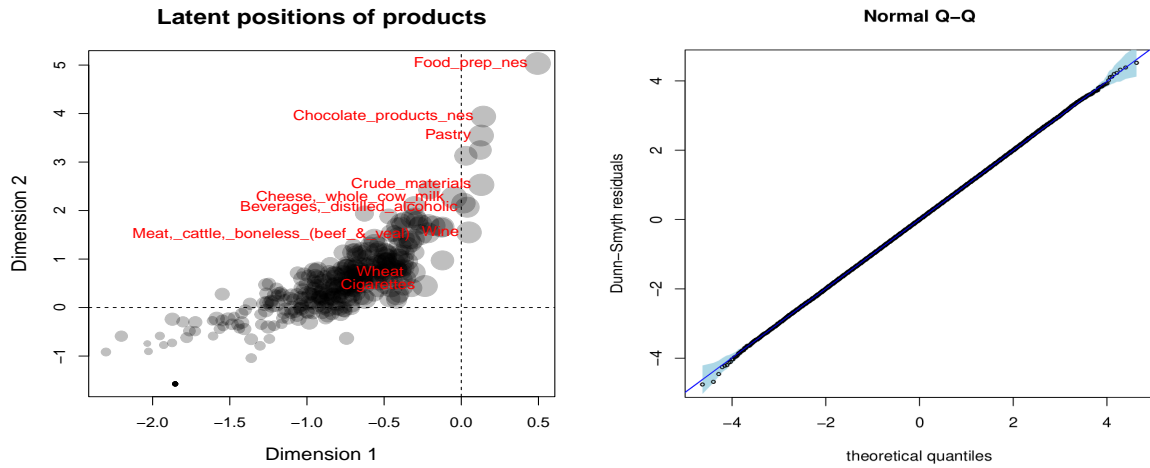 Latent positions of products
Dimension 2
5
4
3
2
1
0
−1
Food_prep_nes
Chocolate_products_nes
Pastry
Crude_materials
Cheese,_whole_cow_milk
Beverages,_distilled_alcoholic
Wine
Meat,_cattle,_boneless_(beef_&_veal)
Wheat
Cigarettes
−2.0 −1.5 −1.0 −0.5 0.0 0.5
Dimension 1
Normal Q−Q
Dunn−Smyth residuals
4
2
0
−2
−4
−4 −2 0 2 4
theoretical quantiles